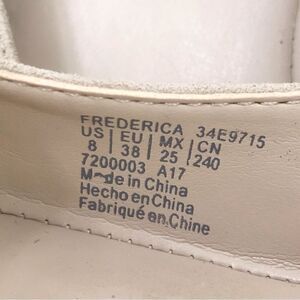 FREDERICA 34E9715
US | EU | MX | CN
8 | 38 | 25 | 240
7200003 A17
Made in China
Hecho en China
Fabriqué en Chine